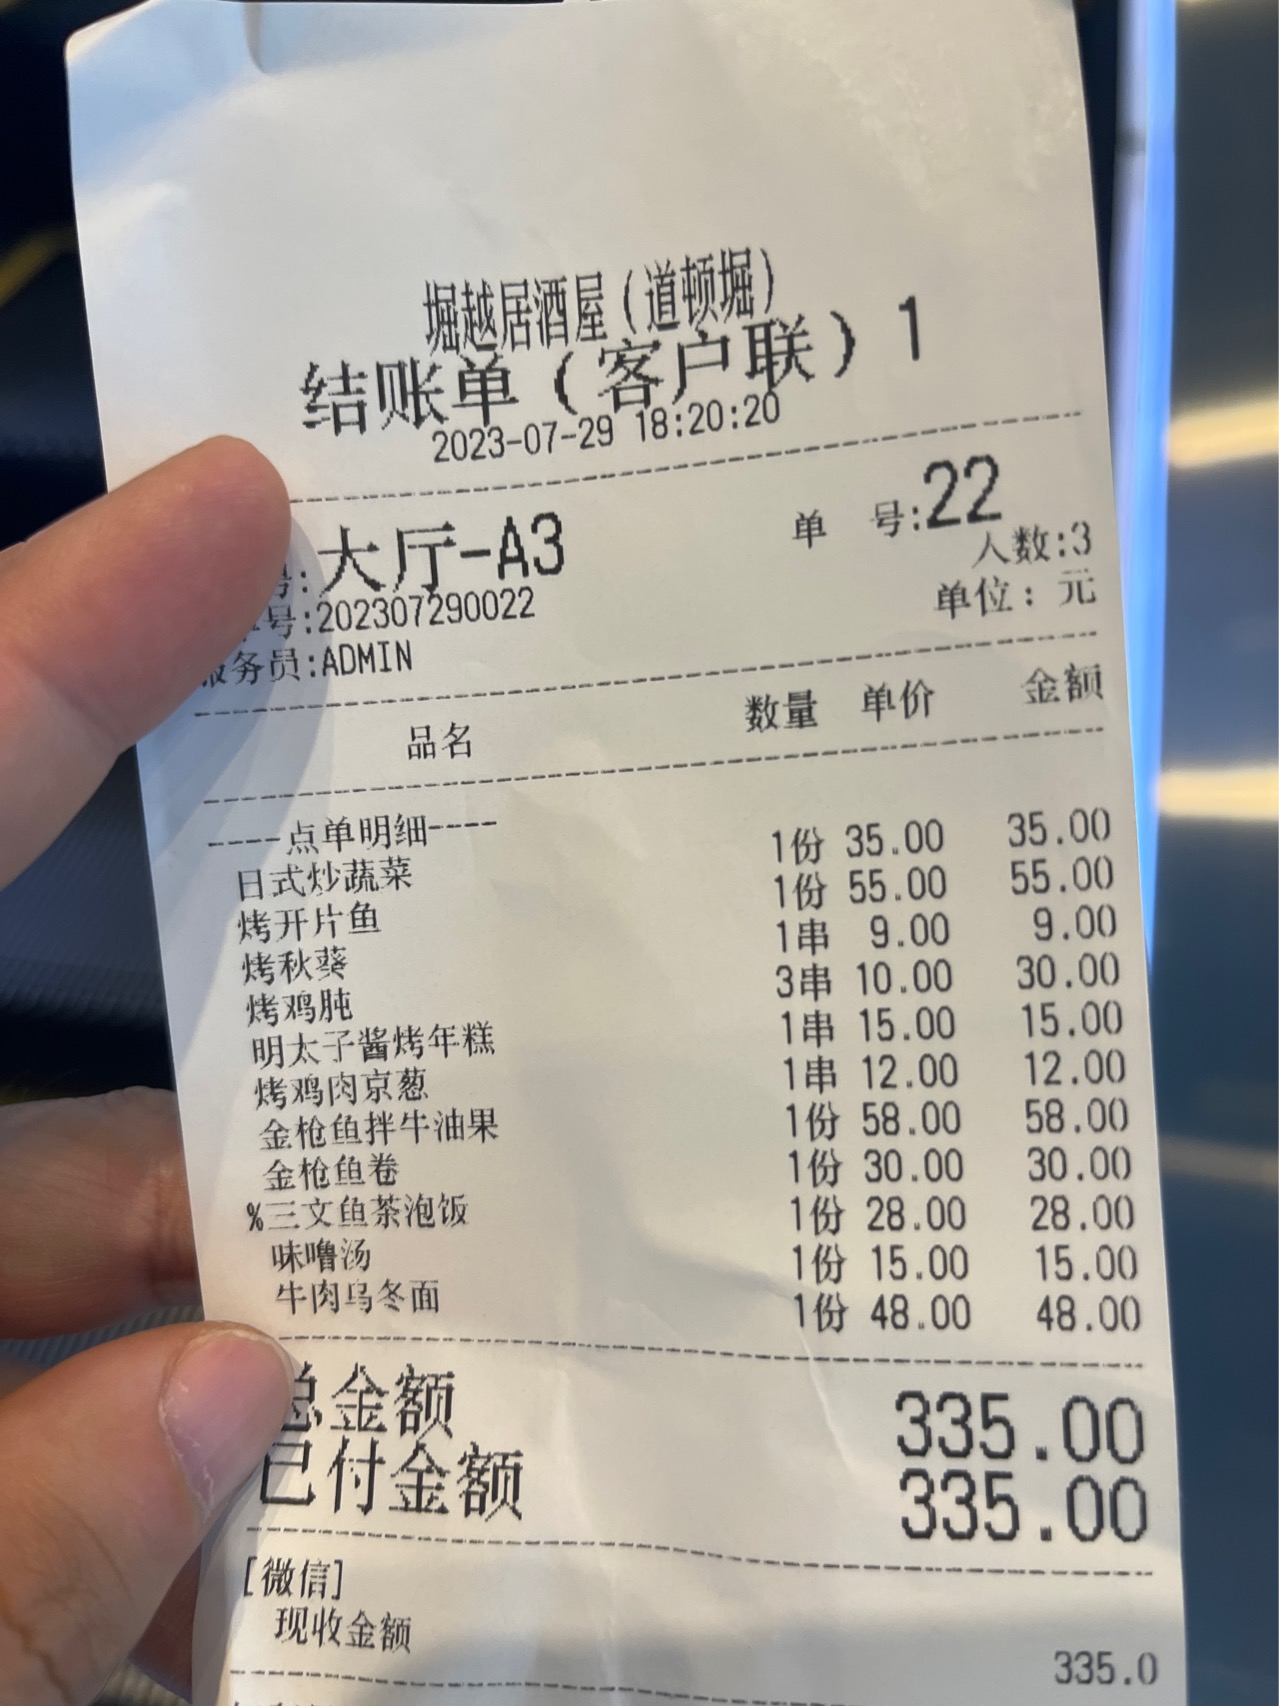 堀越居酒屋(道顿堀)
结账单(客户联)1
2023-07-29 18:20:20
号:大厅-A3 单 号:22
人数:3
号:202307290022 单位:元
服务员:ADMIN
品名 数量 单价 金额
----点单明细----
日式炒蔬菜 1份 35.00 35.00
烤开片鱼 1份 55.00 55.00
烤秋葵 1串 9.00 9.00
烤鸡肫 3串 10.00 30.00
明太子酱烤年糕 1串 15.00 15.00
烤鸡肉京葱 1串 12.00 12.00
金枪鱼拌牛油果 1份 58.00 58.00
金枪鱼卷 1份 30.00 30.00
%三文鱼茶泡饭 1份 28.00 28.00
味噜汤 1份 15.00 15.00
牛肉乌冬面 1份 48.00 48.00
总金额 335.00
已付金额 335.00
[微信]
现收金额 335.0